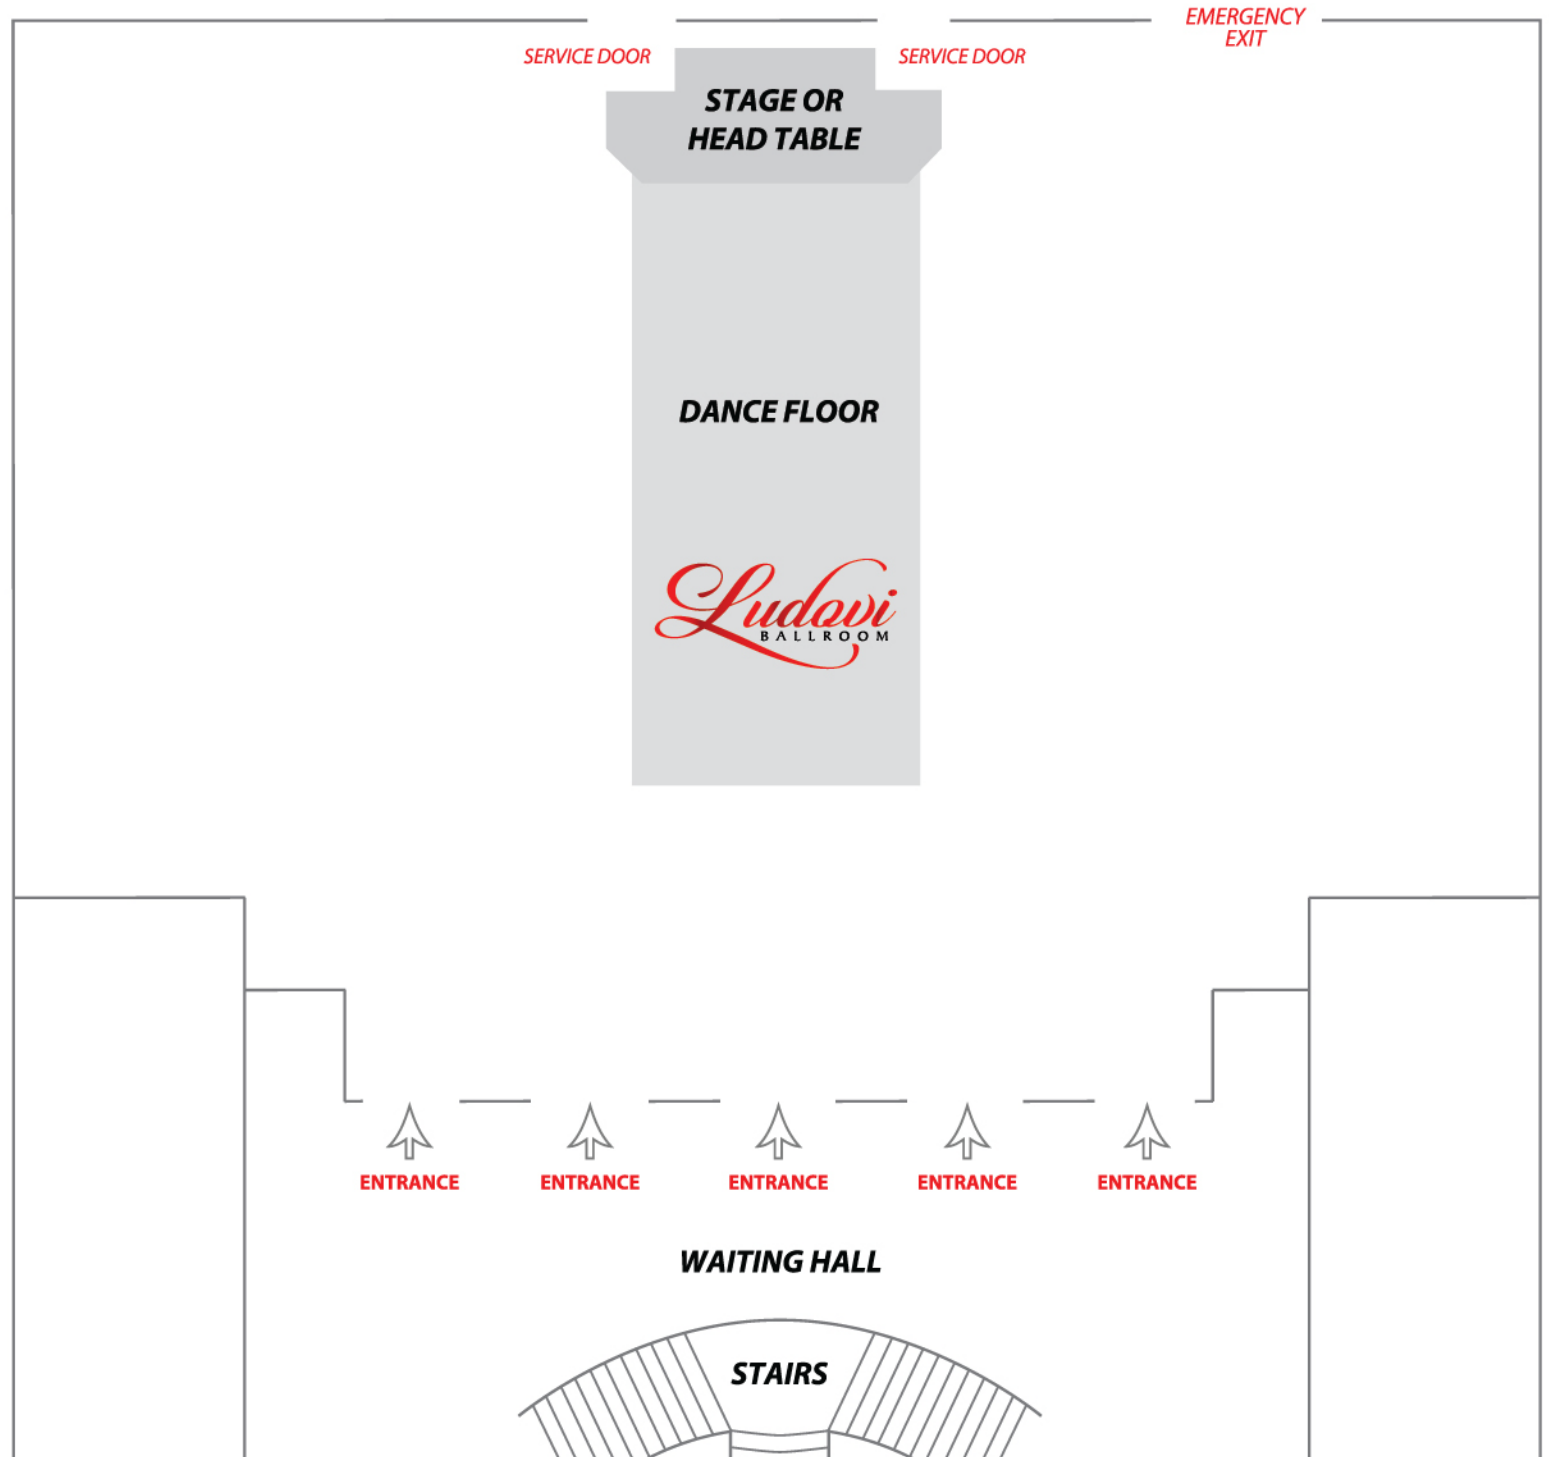 EMERGENCY
EXIT
SERVICE DOOR
SERVICE DOOR
STAGE OR
HEAD TABLE
DANCE FLOOR
Ludovi
BALLROOM
ENTRANCE
ENTRANCE
ENTRANCE
ENTRANCE
ENTRANCE
WAITING HALL
STAIRS